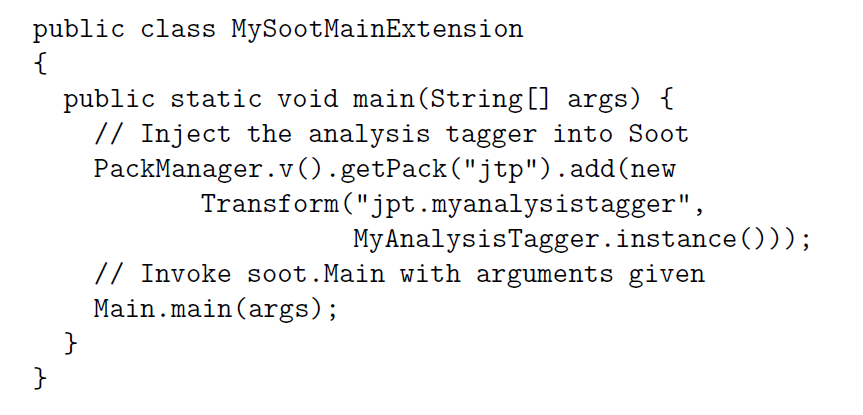 public class MySootMainExtension
{
public static void main(String[] args) {
// Inject the analysis tagger into Soot
PackManager.v().getPack("jtp").add(new
Transform("jpt.myanalysistagger",
MyAnalysisTagger.instance()));
// Invoke soot.Main with arguments given
Main.main(args);
}
}